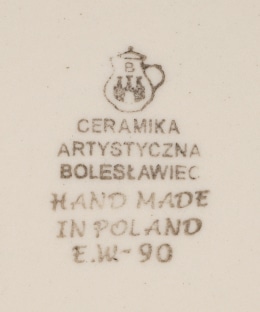 B
CERAMIKA
ARTYSTYCZNA
BOLESŁAWIEC
HAND MADE
IN POLAND
E.W-90